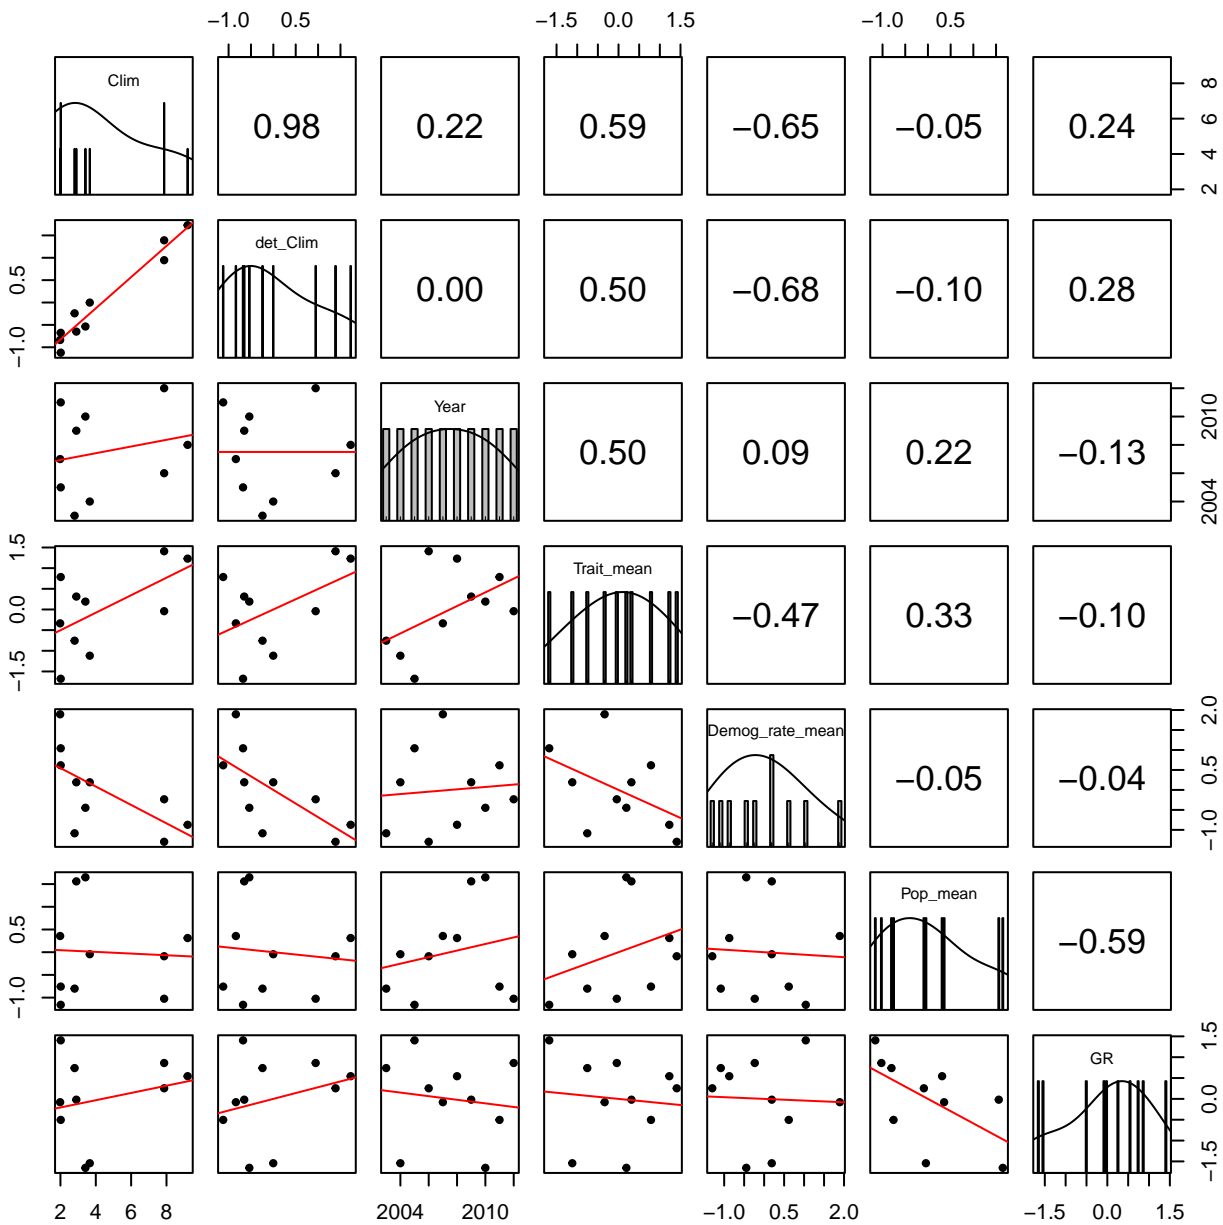 −1.0 0.5 −1.5 0.0 1.5 −1.0 0.5
Clim 0.98 0.22 0.59 −0.65 −0.05 0.24 2 4 6 8
−1.0 0.5 det_Clim 0.00 0.50 −0.68 −0.10 0.28
Year 0.50 0.09 0.22 −0.13 2004 2010
−1.5 0.0 1.5 Trait_mean −0.47 0.33 −0.10
Demog_rate_mean −0.05 −0.04 −1.0 0.5 2.0
−1.0 0.5 Pop_mean −0.59
GR −1.5 0.0 1.5
2 4 6 8 2004 2010 −1.0 0.5 2.0 −1.5 0.0 1.5